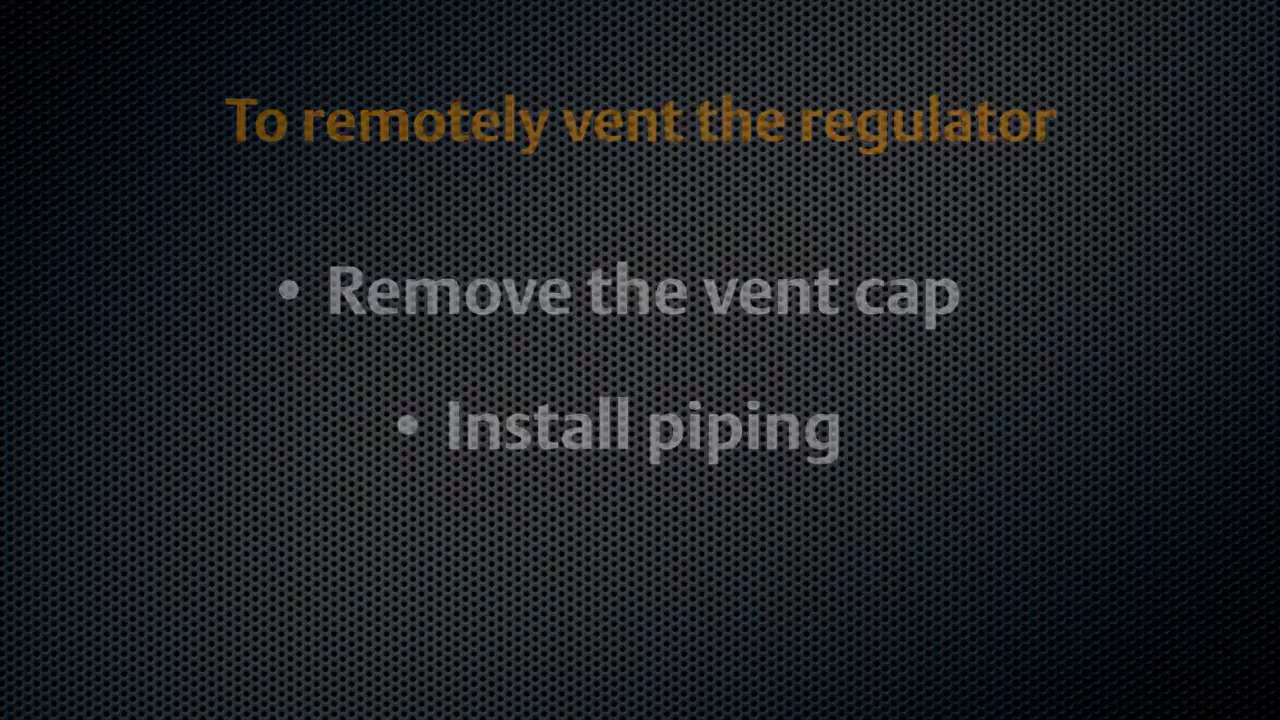 To remotely vent the regulator
• Remove the vent cap
• Install piping